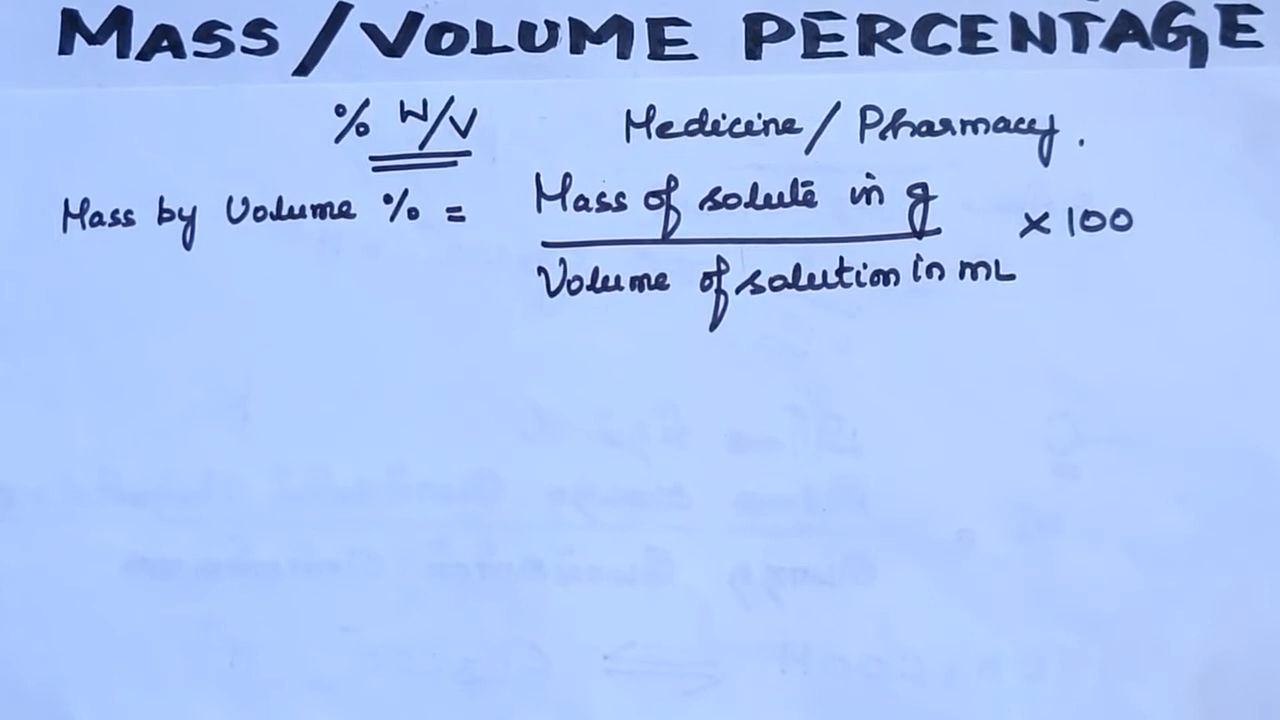 MASS/VOLUME PERCENTAGE
% W/V Medicine/Pharmacy.
Mass by Volume % = Mass of solute in g × 100
Volume of solution in mL